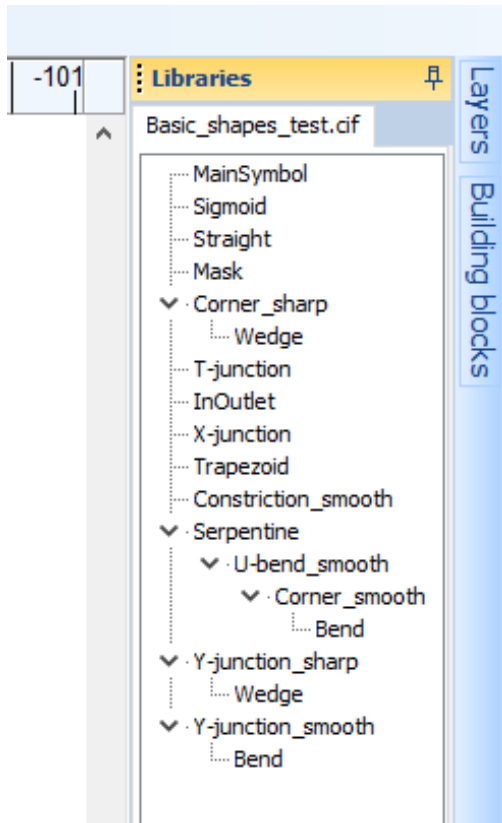 -101
Libraries
Basic_shapes_test.cif
MainSymbol
Sigmoid
Straight
Mask
Corner_sharp
Wedge
T-junction
InOutlet
X-junction
Trapezoid
Constriction_smooth
Serpentine
U-bend_smooth
Corner_smooth
Bend
Y-junction_sharp
Wedge
Y-junction_smooth
Bend
Layers
Building blocks